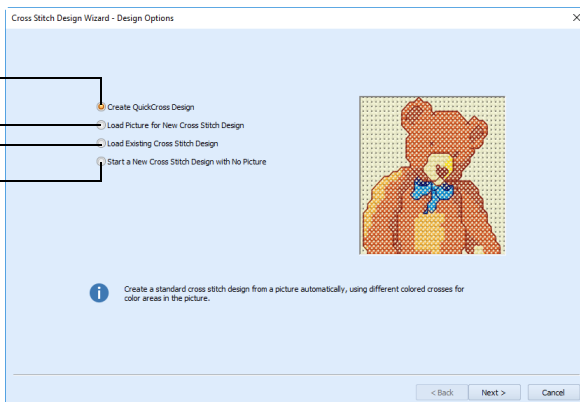 Cross Stitch Design Wizard - Design Options
Create QuickCross Design
Load Picture for New Cross Stitch Design
Load Existing Cross Stitch Design
Start a New Cross Stitch Design with No Picture
Create a standard cross stitch design from a picture automatically, using different colored crosses for
color areas in the picture.
< Back
Next >
Cancel